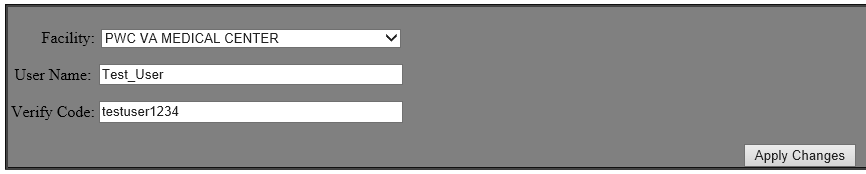 Facility: PWC VA MEDICAL CENTER
User Name: Test_User
Verify Code: testuser1234
Apply Changes